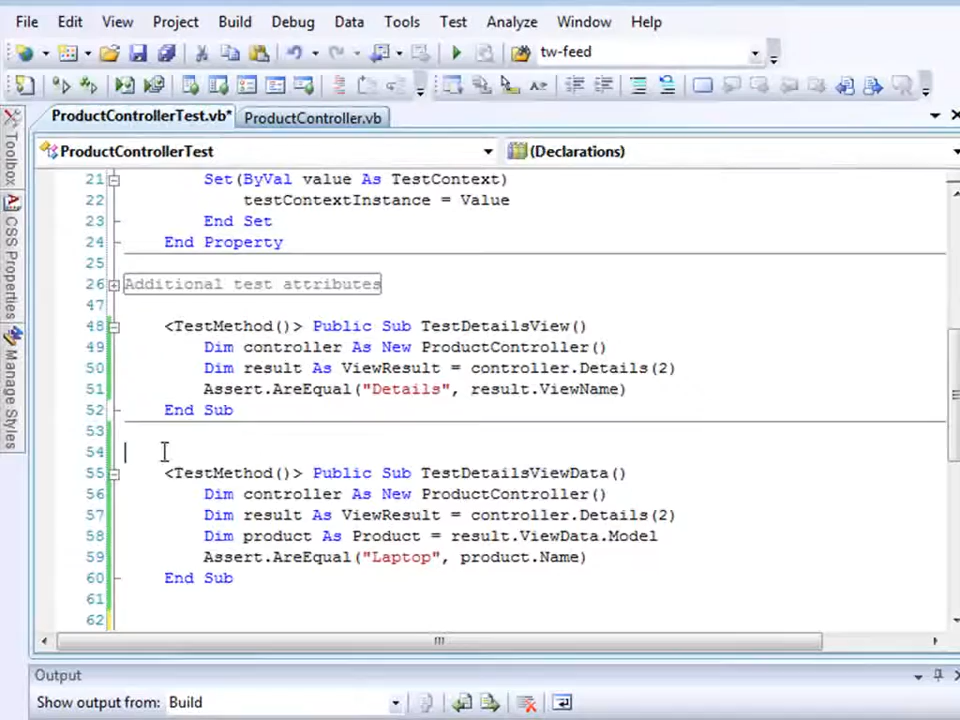 File Edit View Project Build Debug Data Tools Test Analyze Window Help
tw-feed
ProductControllerTest.vb* ProductController.vb
ProductControllerTest (Declarations)
Toolbox
CSS Properties
Manage Styles
21 Set(ByVal value As TestContext)
22 testContextInstance = Value
23 End Set
24 End Property
25
26 Additional test attributes
47
48 <TestMethod()> Public Sub TestDetailsView()
49 Dim controller As New ProductController()
50 Dim result As ViewResult = controller.Details(2)
51 Assert.AreEqual("Details", result.ViewName)
52 End Sub
53
54
55 <TestMethod()> Public Sub TestDetailsViewData()
56 Dim controller As New ProductController()
57 Dim result As ViewResult = controller.Details(2)
58 Dim product As Product = result.ViewData.Model
59 Assert.AreEqual("Laptop", product.Name)
60 End Sub
61
62
Output
Show output from: Build